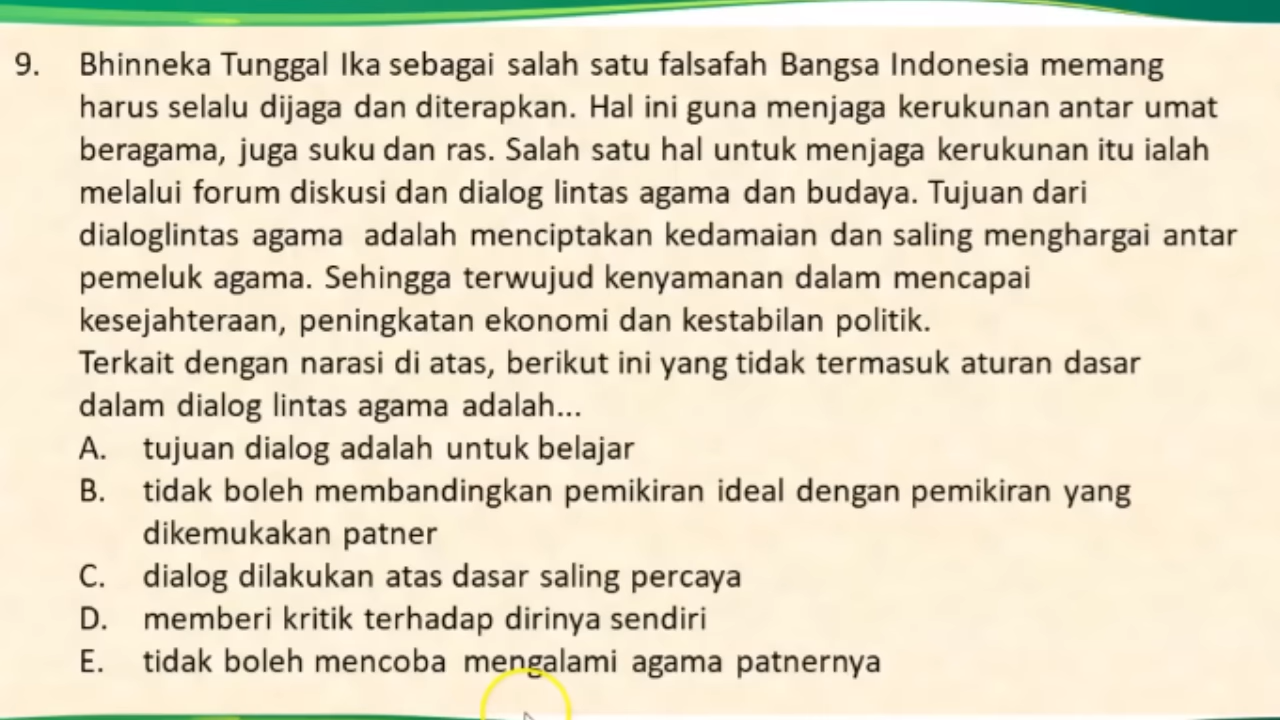 9. Bhinneka Tunggal Ika sebagai salah satu falsafah Bangsa Indonesia memang
harus selalu dijaga dan diterapkan. Hal ini guna menjaga kerukunan antar umat
beragama, juga suku dan ras. Salah satu hal untuk menjaga kerukunan itu ialah
melalui forum diskusi dan dialog lintas agama dan budaya. Tujuan dari
dialoglintas agama adalah menciptakan kedamaian dan saling menghargai antar
pemeluk agama. Sehingga terwujud kenyamanan dalam mencapai
kesejahteraan, peningkatan ekonomi dan kestabilan politik.
Terkait dengan narasi di atas, berikut ini yang tidak termasuk aturan dasar
dalam dialog lintas agama adalah...
A. tujuan dialog adalah untuk belajar
B. tidak boleh membandingkan pemikiran ideal dengan pemikiran yang
dikemukakan patner
C. dialog dilakukan atas dasar saling percaya
D. memberi kritik terhadap dirinya sendiri
E. tidak boleh mencoba mengalami agama patnernya